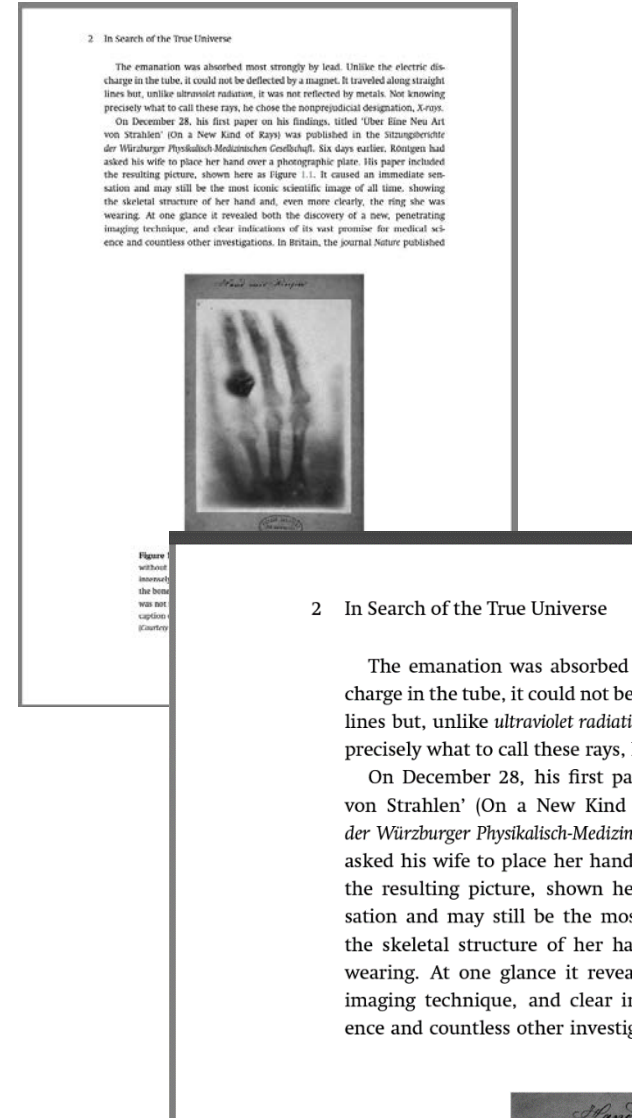 2 In Search of the True Universe
The emanation was absorbed most strongly by lead. Unlike the electric dis-
charge in the tube, it could not be deflected by a magnet. It traveled along straight
lines but, unlike ultraviolet radiation, it was not reflected by metals. Not knowing
precisely what to call these rays, he chose the nonprejudicial designation, X-rays.
On December 28, his first paper on his findings, titled 'Über Eine Neu Art
von Strahlen' (On a New Kind of Rays) was published in the Sitzungsberichte
der Würzburger Physikalisch-Medizinischen Gesellschaft. Six days earlier, Röntgen had
asked his wife to place her hand over a photographic plate. His paper included
the resulting picture, shown here as Figure 1.1. It caused an immediate sen-
sation and may still be the most iconic scientific image of all time, showing
the skeletal structure of her hand and, even more clearly, the ring she was
wearing. At one glance it revealed both the discovery of a new, penetrating
imaging technique, and clear indications of its vast promise for medical sci-
ence and countless other investigations. In Britain, the journal Nature published
Hand mit Ringen
Figure
without
intensely
the bone
was not
caption
(Courtesy
2 In Search of the True Universe
The emanation was absorbed
charge in the tube, it could not be
lines but, unlike ultraviolet radiati
precisely what to call these rays,
On December 28, his first pa
von Strahlen' (On a New Kind
der Würzburger Physikalisch-Medizin
asked his wife to place her hand
the resulting picture, shown he
sation and may still be the mos
the skeletal structure of her ha
wearing. At one glance it revea
imaging technique, and clear in
ence and countless other investig
Han